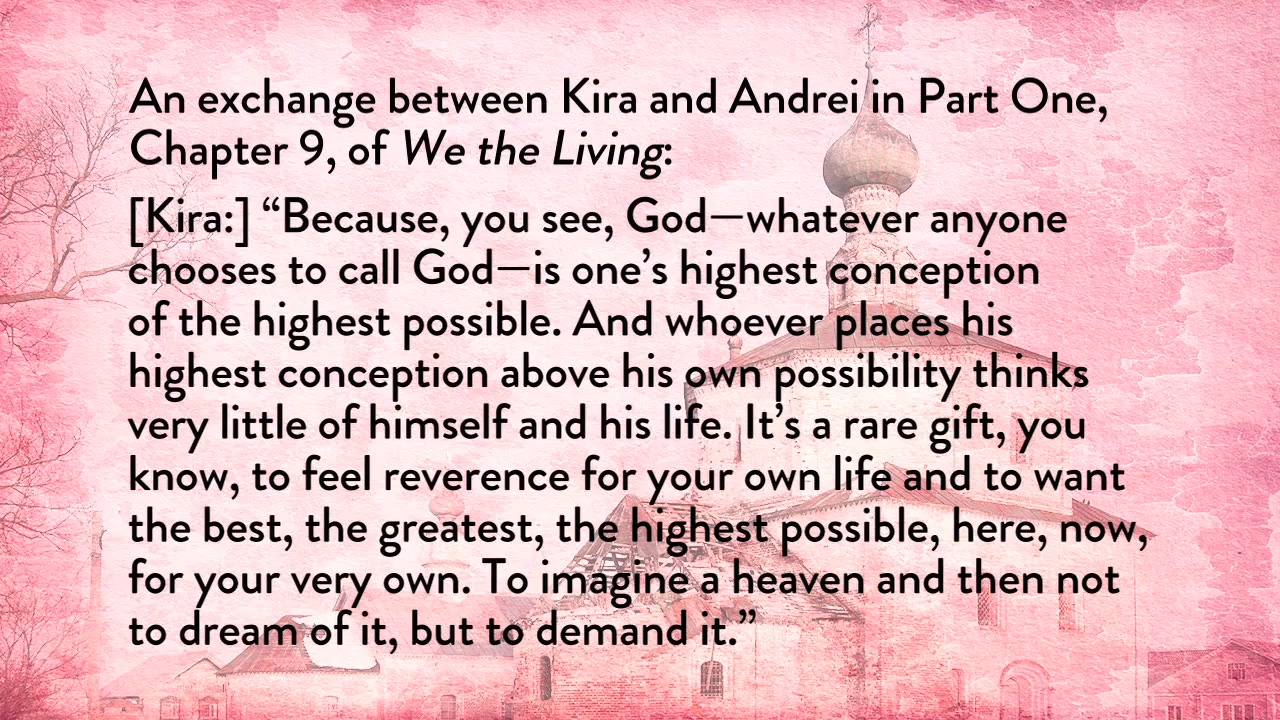 An exchange between Kira and Andrei in Part One,
Chapter 9, of We the Living:
[Kira:] “Because, you see, God—whatever anyone
chooses to call God—is one’s highest conception
of the highest possible. And whoever places his
highest conception above his own possibility thinks
very little of himself and his life. It’s a rare gift, you
know, to feel reverence for your own life and to want
the best, the greatest, the highest possible, here, now,
for your very own. To imagine a heaven and then not
to dream of it, but to demand it.”